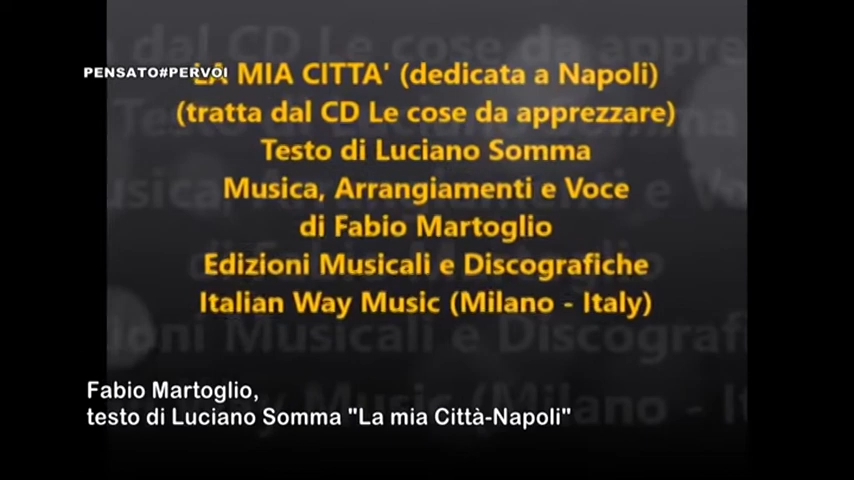 PENSATO#PERVOI
LA MIA CITTA' (dedicata a Napoli)
(tratta dal CD Le cose da apprezzare)
Testo di Luciano Somma
Musica, Arrangiamenti e Voce
di Fabio Martoglio
Edizioni Musicali e Discografiche
Italian Way Music (Milano - Italy)
Fabio Martoglio,
testo di Luciano Somma "La mia Città-Napoli"